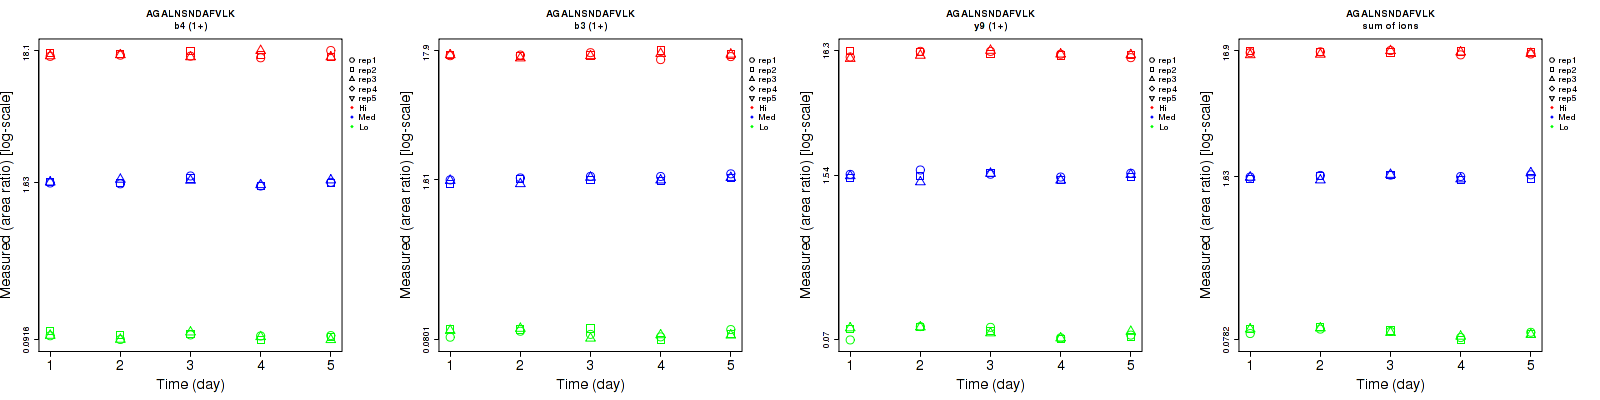 AGALNSNDAFVLK
b4 (1+)
18.1
1.63
0.0916
Measured (area ratio) [log-scale]
1 2 3 4 5
Time (day)
rep1
rep2
rep3
rep4
rep5
Hi
Med
Lo
AGALNSNDAFVLK
b3 (1+)
17.9
1.61
0.0801
Measured (area ratio) [log-scale]
1 2 3 4 5
Time (day)
rep1
rep2
rep3
rep4
rep5
Hi
Med
Lo
AGALNSNDAFVLK
y9 (1+)
16.3
1.54
0.07
Measured (area ratio) [log-scale]
1 2 3 4 5
Time (day)
rep1
rep2
rep3
rep4
rep5
Hi
Med
Lo
AGALNSNDAFVLK
sum of ions
16.9
1.63
0.0782
Measured (area ratio) [log-scale]
1 2 3 4 5
Time (day)
rep1
rep2
rep3
rep4
rep5
Hi
Med
Lo